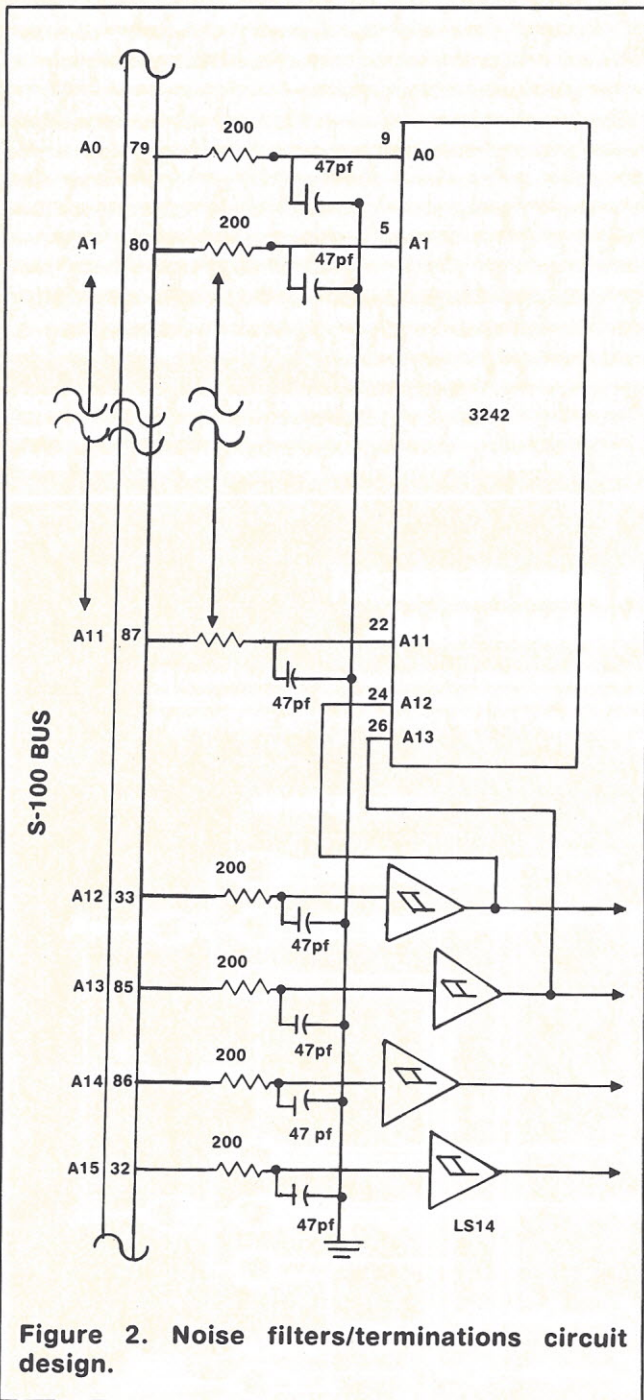 200
A0 79
9 A0
47pf
200
A1 80
5 A1
47pf
3242
A11 87
22 A11
47pf
24 A12
26 A13
S-100 BUS
200
A12 33
47pf
200
A13 85
47pf
200
A14 86
47 pf
200
A15 32
47pf
LS14
Figure 2. Noise filters/terminations circuit
design.